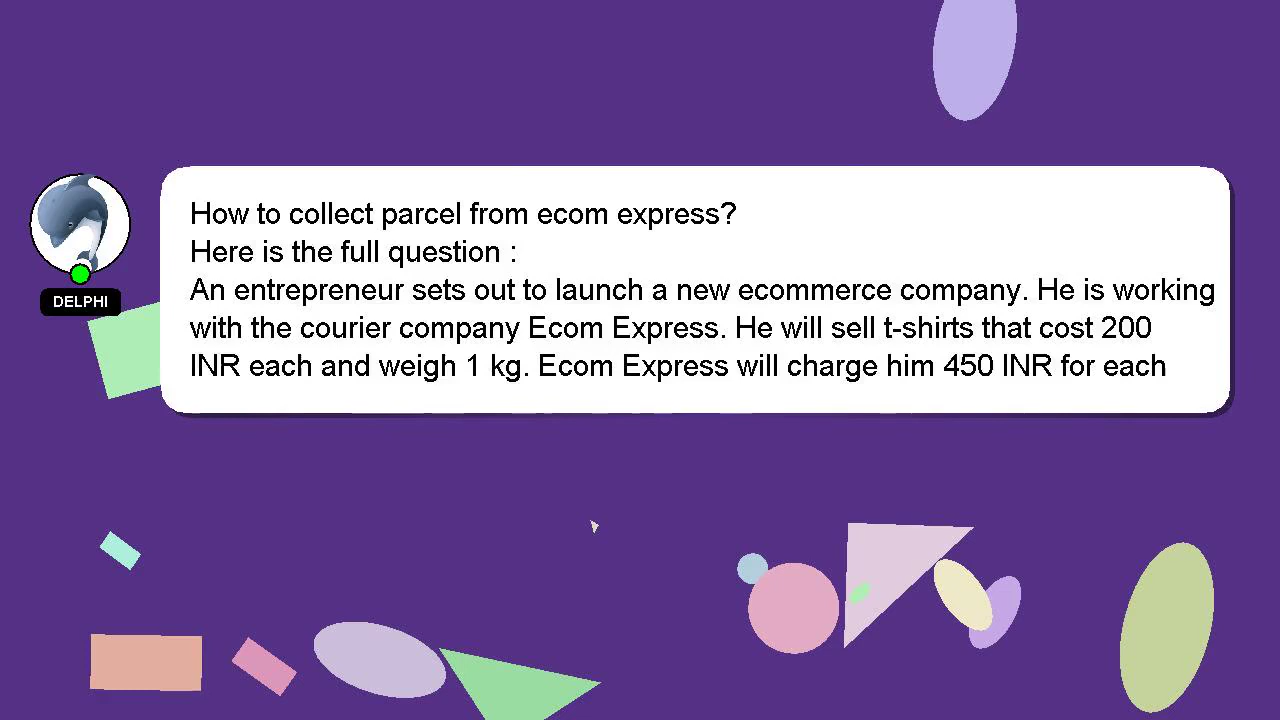 How to collect parcel from ecom express?
Here is the full question :
An entrepreneur sets out to launch a new ecommerce company. He is working
with the courier company Ecom Express. He will sell t-shirts that cost 200
INR each and weigh 1 kg. Ecom Express will charge him 450 INR for each
DELPHI